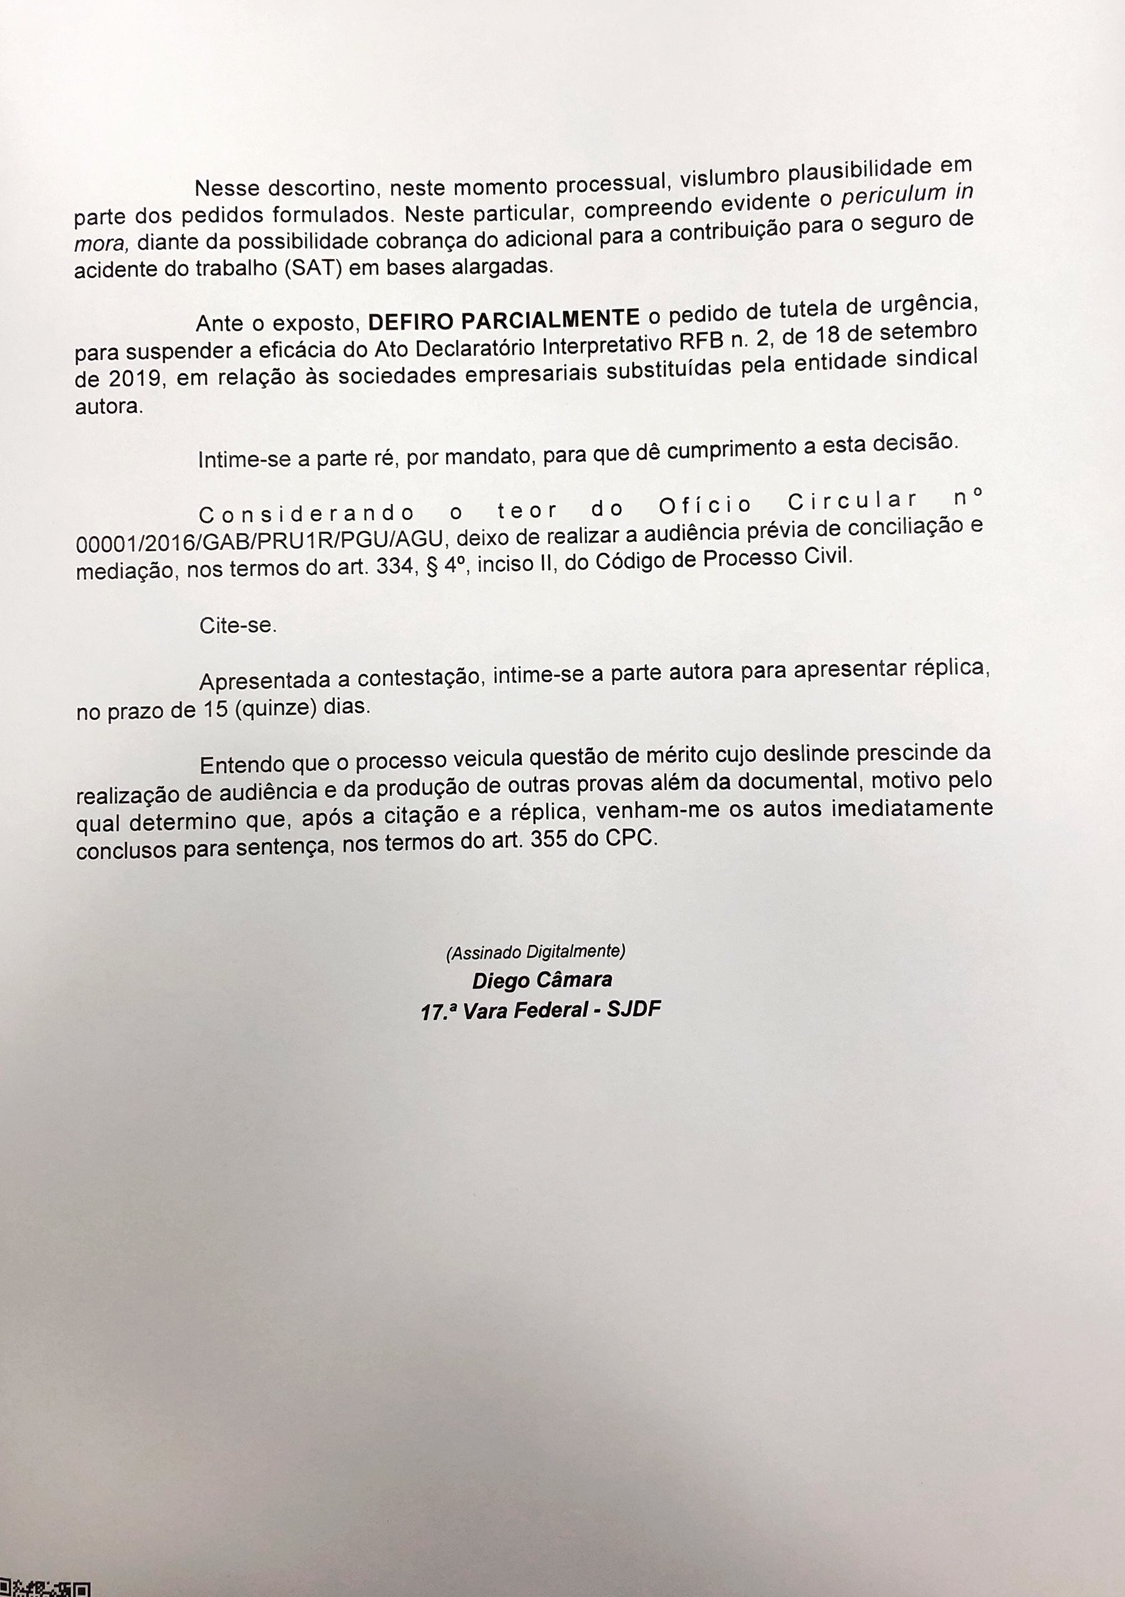 Nesse descortino, neste momento processual, vislumbro plausibilidade em
parte dos pedidos formulados. Neste particular, compreendo evidente o periculum in
mora, diante da possibilidade cobrança do adicional para a contribuição para o seguro de
acidente do trabalho (SAT) em bases alargadas.
Ante o exposto, DEFIRO PARCIALMENTE o pedido de tutela de urgência,
para suspender a eficácia do Ato Declaratório Interpretativo RFB n. 2, de 18 de setembro
de 2019, em relação às sociedades empresariais substituídas pela entidade sindical
autora.
Intime-se a parte ré, por mandato, para que dê cumprimento a esta decisão.
Considerando o teor do Ofício Circular nº
00001/2016/GAB/PRU1R/PGU/AGU, deixo de realizar a audiência prévia de conciliação e
mediação, nos termos do art. 334, § 4º, inciso II, do Código de Processo Civil.
Cite-se.
Apresentada a contestação, intime-se a parte autora para apresentar réplica,
no prazo de 15 (quinze) dias.
Entendo que o processo veicula questão de mérito cujo deslinde prescinde da
realização de audiência e da produção de outras provas além da documental, motivo pelo
qual determino que, após a citação e a réplica, venham-me os autos imediatamente
conclusos para sentença, nos termos do art. 355 do CPC.
(Assinado Digitalmente)
Diego Câmara
17.ª Vara Federal - SJDF